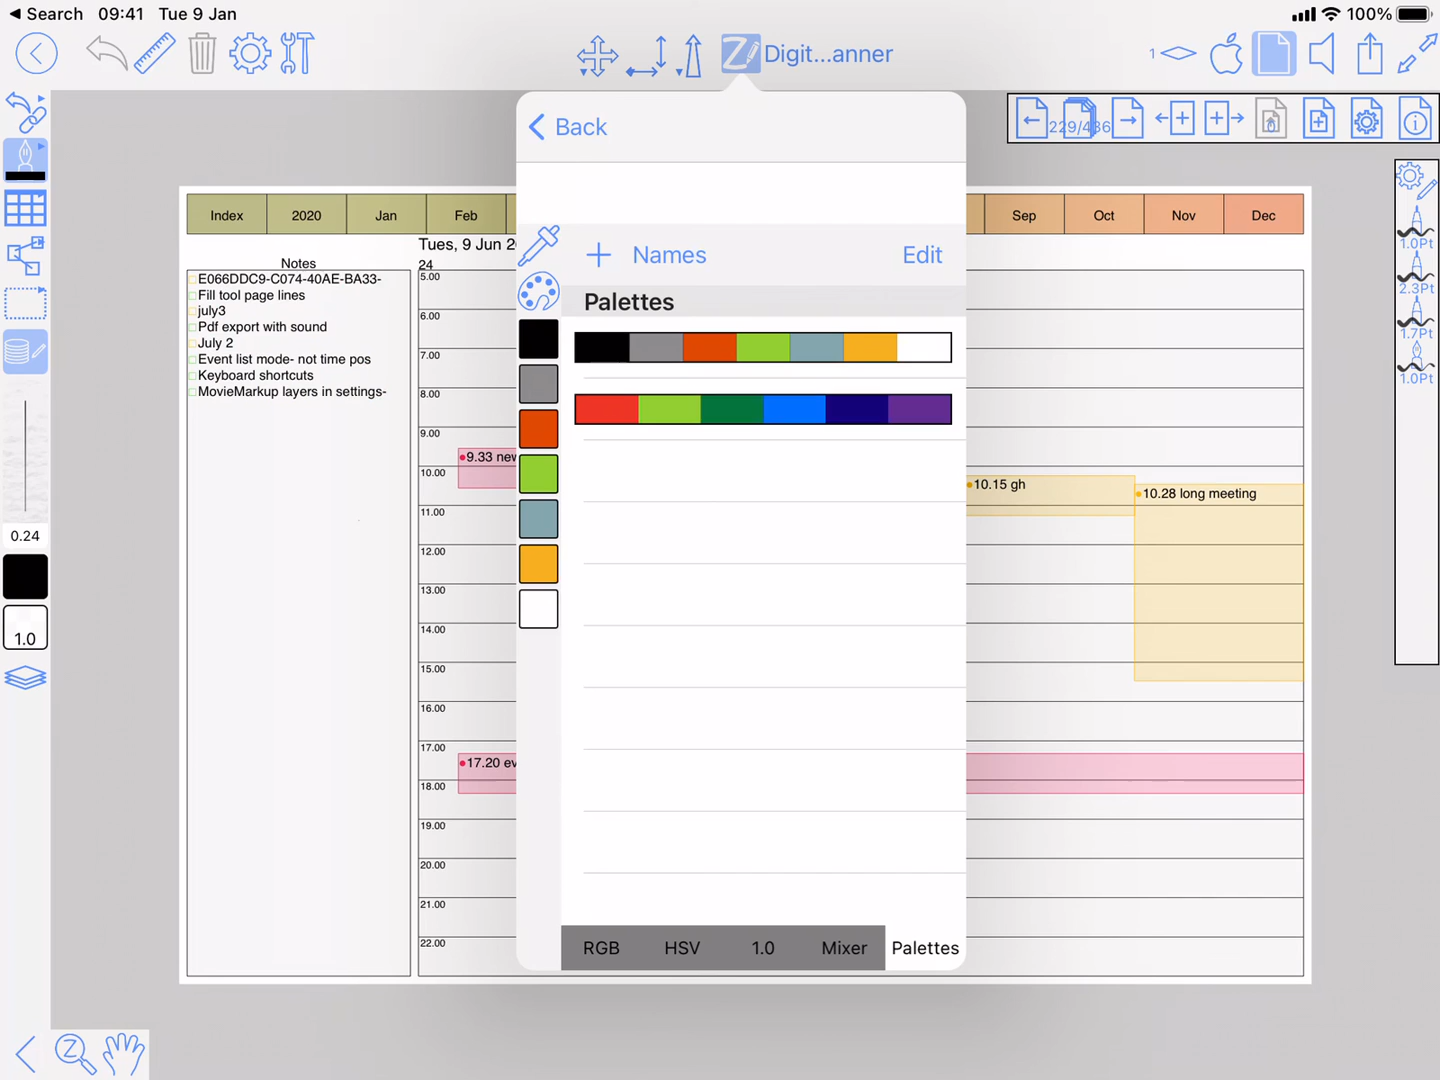 Search 09:41 Tue 9 Jan 100%
Digit...anner
1
229/436
0
Back
Index 2020 Jan Feb Sep Oct Nov Dec
Tues, 9 Jun 2
24
Notes
E066DDC9-C074-40AE-BA33-
Fill tool page lines
july3
Pdf export with sound
July 2
Event list mode- not time pos
Keyboard shortcuts
MovieMarkup layers in settings-
5.00
6.00
7.00
8.00
9.00
9.33 new
10.00
11.00
12.00
13.00
14.00
15.00
16.00
17.00
17.20 ev
18.00
19.00
20.00
21.00
22.00
Names Edit
Palettes
10.15 gh
10.28 long meeting
RGB HSV 1.0 Mixer Palettes
0.24
1.0
1.0Pt
2.3Pt
1.7Pt
1.0Pt